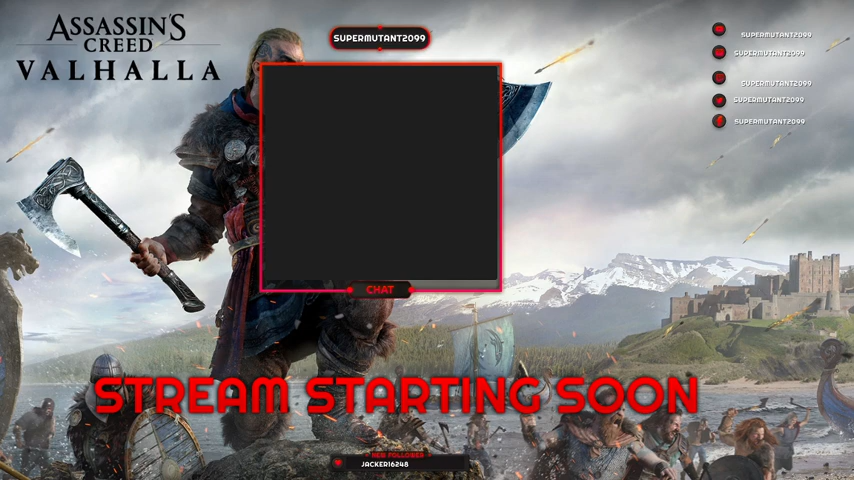 ASSASSIN'S
CREED
VALHALLA
SUPERMUTANT2099
SUPERMUTANT2099
SUPERMUTANT2099
SUPERMUTANT2099
SUPERMUTANT2099
SUPERMUTANT2099
CHAT
STREAM STARTING SOON
NEW FOLLOWER
JACKER16248